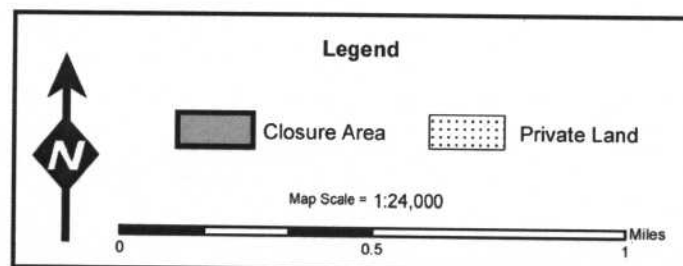 Legend
N
Closure Area
Private Land
Map Scale = 1:24,000
Miles
0
0.5
1